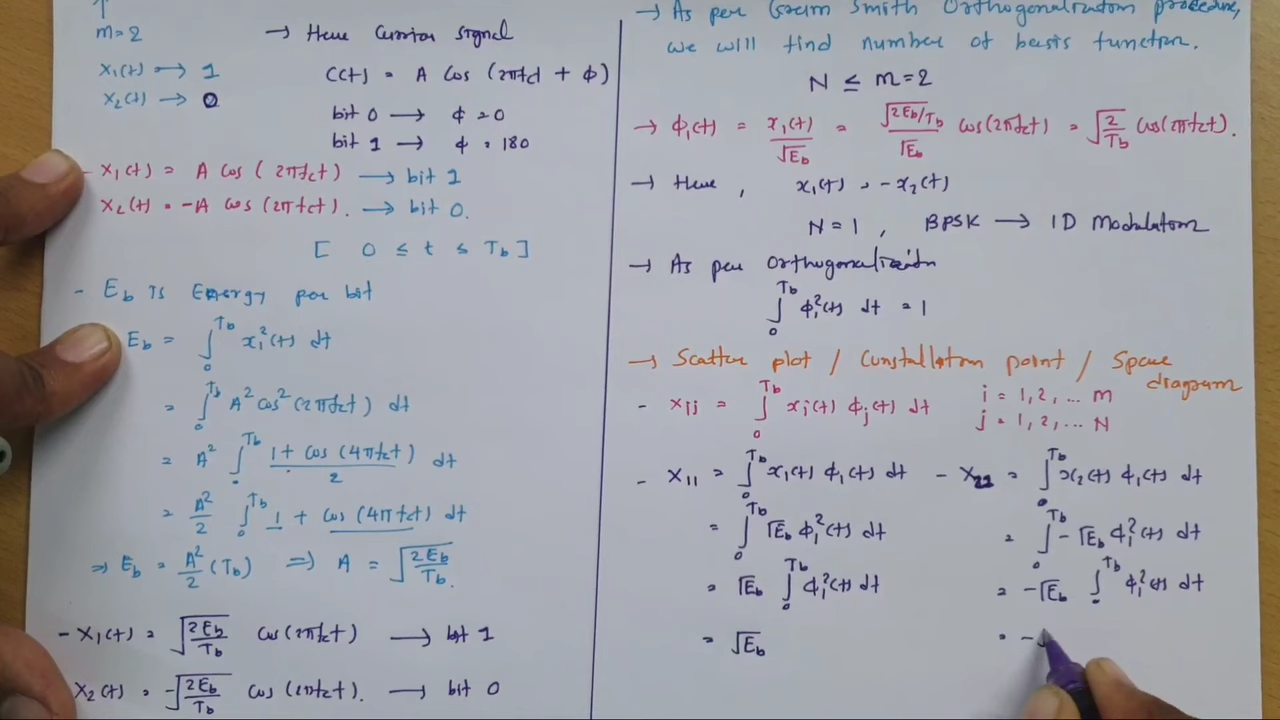 ↑
m=2
→ Here Carrier Signal
x₁(t) → 1
x₂(t) → 0
C(t) = A Cos (2πfct + ϕ)
bit 0 → ϕ = 0
bit 1 → ϕ = 180
- x₁(t) = A Cos (2πfct) → bit 1
x₂(t) = -A Cos (2πfct). → bit 0.
[ 0 ≤ t ≤ Tb ]
- Eb is Energy per bit
Eb = ∫₀^Tb x₁²(t) dt
= ∫₀^Tb A² cos² (2πfct) dt
= A² ∫₀^Tb (1 + cos (4πfct))/2 dt
= A²/2 ∫₀^Tb 1 + cos (4πfct) dt
⇒ Eb = A²/2 (Tb) ⇒ A = √(2Eb/Tb).
- x₁(t) = √(2Eb/Tb) cos(2πfct) → bit 1
x₂(t) = -√(2Eb/Tb) cos(2πfct). → bit 0
→ As per Gram Smith Orthogonalization procedure,
we will find number of basis function.
N ≤ m=2
→ ϕ₁(t) = x₁(t)/√Eb = √(2Eb/Tb)/√Eb cos(2πfct) = √(2/Tb) cos(2πfct).
→ Here, x₁(t) = -x₂(t)
N = 1, BPSK → 1D Modulation
→ As per Orthogonalization
∫₀^Tb ϕ₁²(t) dt = 1
→ Scatter plot / Constellation point / Space
diagram
- xij = ∫₀^Tb xi(t) ϕj(t) dt
i = 1, 2, ... m
j = 1, 2, ... N
- x₁₁ = ∫₀^Tb x₁(t) ϕ₁(t) dt
= ∫₀^Tb √Eb ϕ₁²(t) dt
= √Eb ∫₀^Tb ϕ₁²(t) dt
= √Eb
- x₂₁ = ∫₀^Tb x₂(t) ϕ₁(t) dt
= ∫₀^Tb -√Eb ϕ₁²(t) dt
= -√Eb ∫₀^Tb ϕ₁²(t) dt
= -